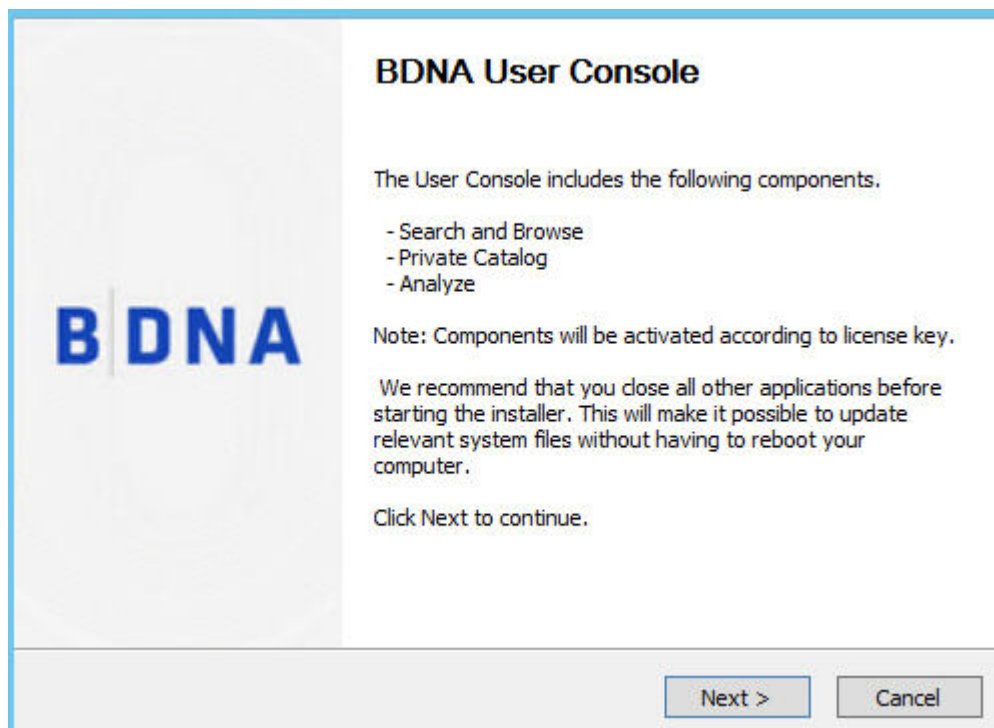 BDNA User Console
The User Console includes the following components.
- Search and Browse
- Private Catalog
- Analyze
Note: Components will be activated according to license key.
We recommend that you close all other applications before
starting the installer. This will make it possible to update
relevant system files without having to reboot your
computer.
Click Next to continue.
BDNA
Next >
Cancel